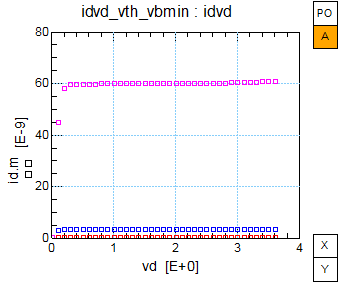 idvd_vth_vbmin : idvd
PO
A
80
60
40
20
0
id.m [E-9]
0 1 2 3 4
vd [E+0]
X
Y